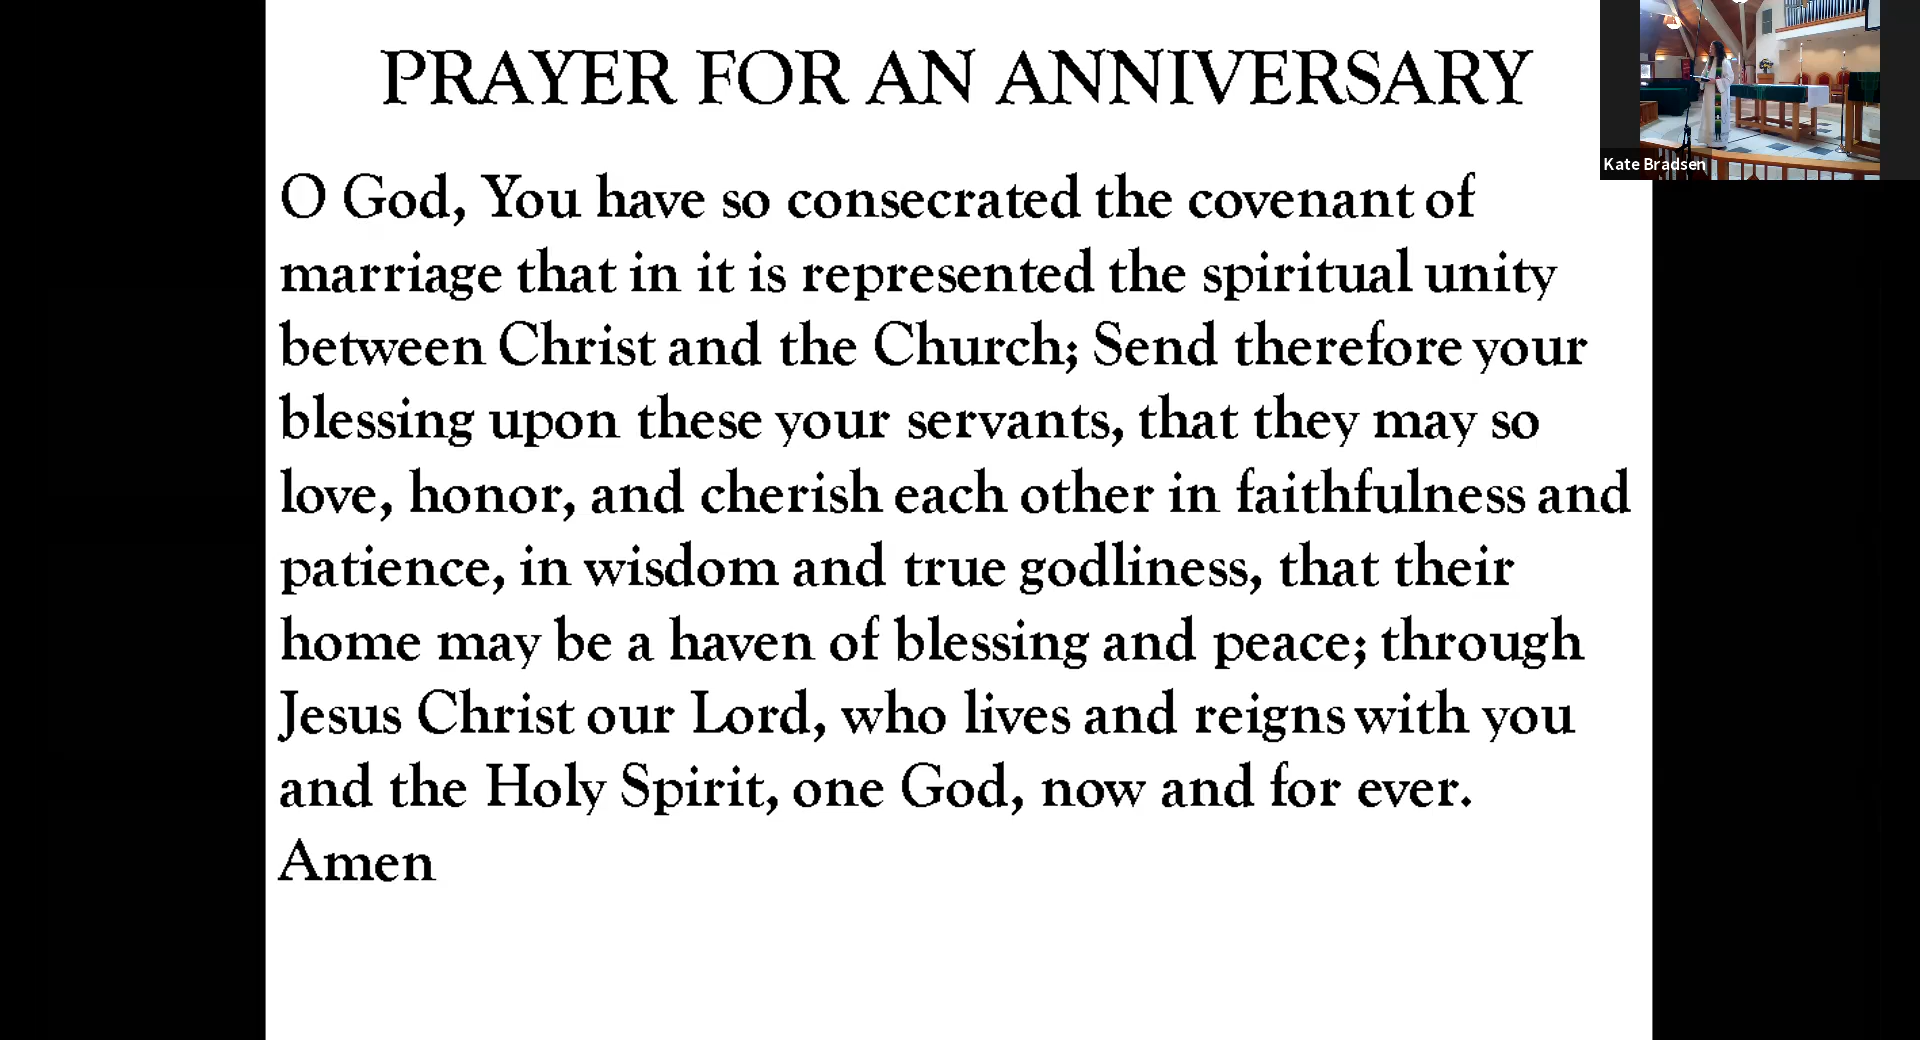 PRAYER FOR AN ANNIVERSARY
O God, You have so consecrated the covenant of
marriage that in it is represented the spiritual unity
between Christ and the Church; Send therefore your
blessing upon these your servants, that they may so
love, honor, and cherish each other in faithfulness and
patience, in wisdom and true godliness, that their
home may be a haven of blessing and peace; through
Jesus Christ our Lord, who lives and reigns with you
and the Holy Spirit, one God, now and for ever.
Amen
Kate Bradsen